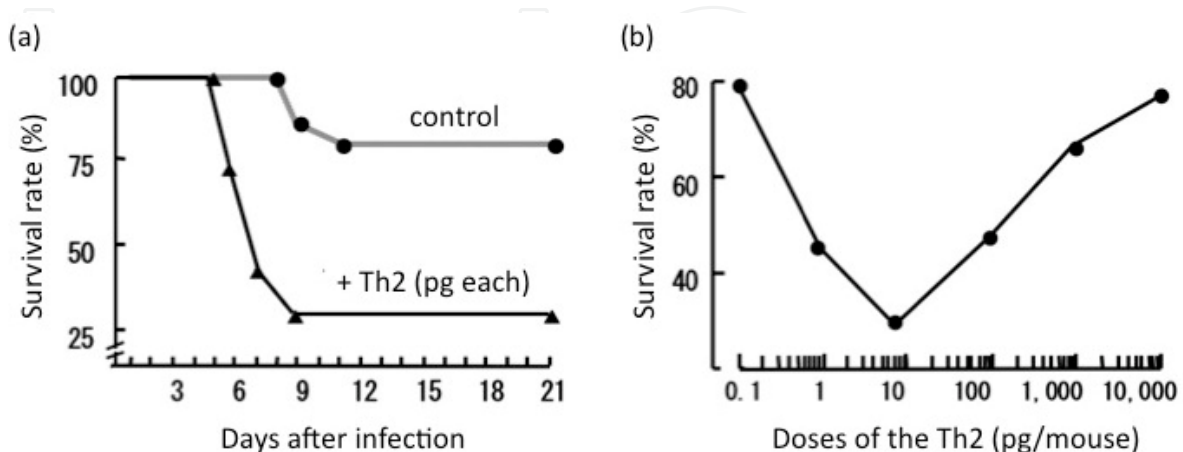 (a)
Survival rate (%)
100
75
50
25
control
+ Th2 (pg each)
3 6 9 12 15 18 21
Days after infection
(b)
Survival rate (%)
80
60
40
0.1 1 10 100 1,000 10,000
Doses of the Th2 (pg/mouse)